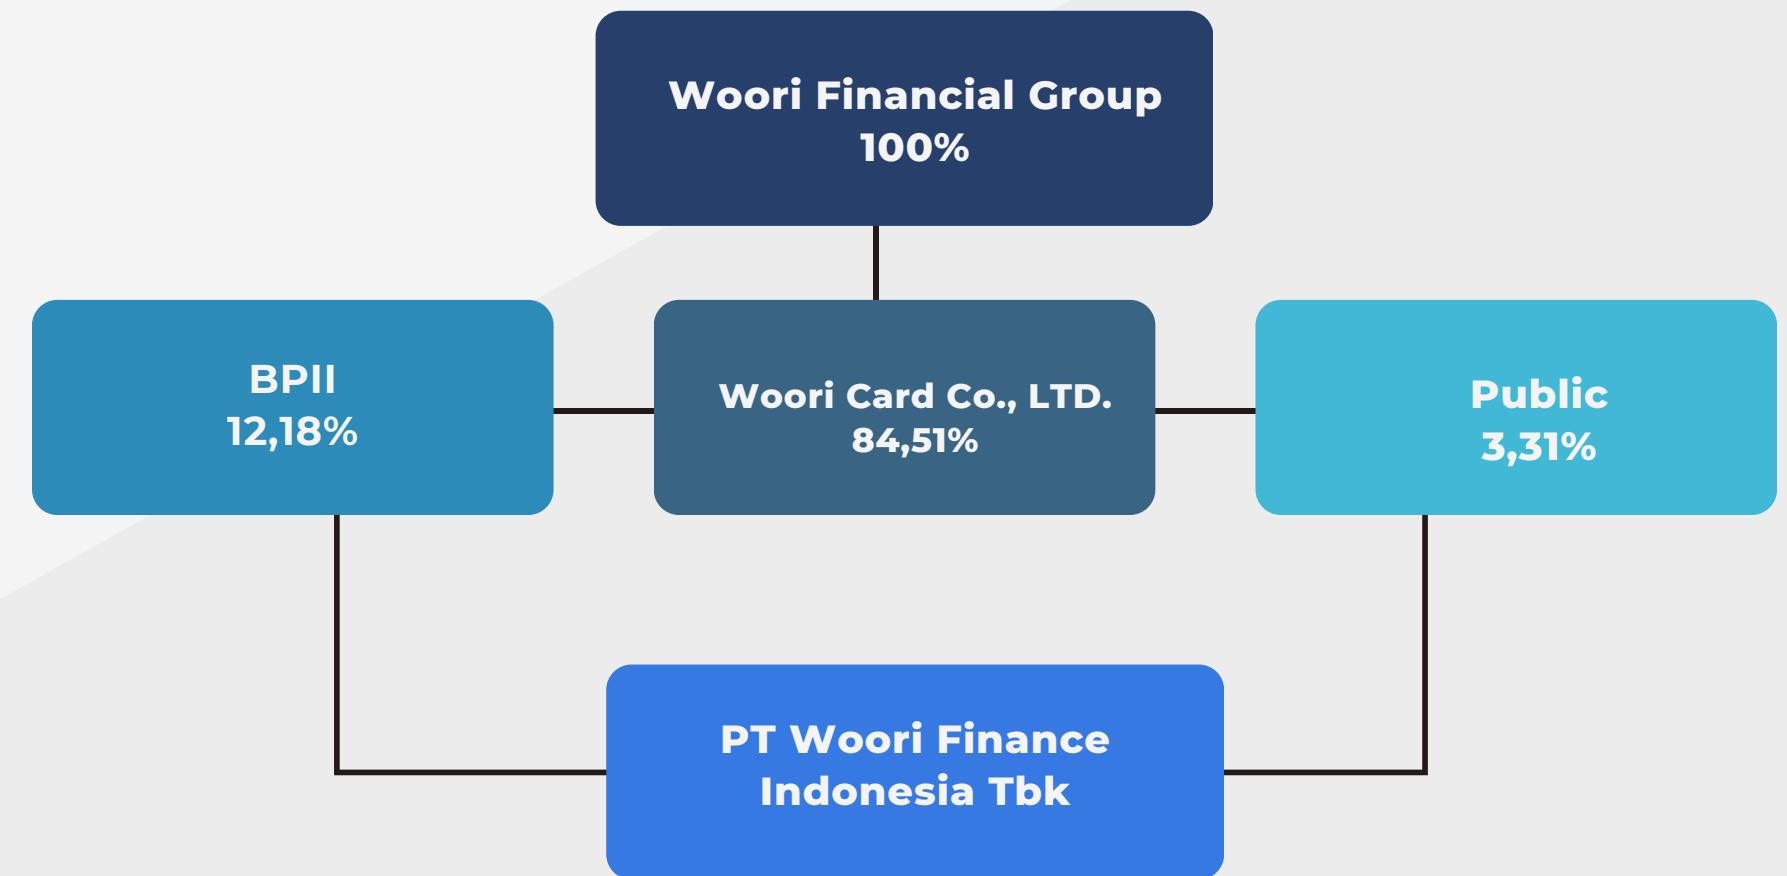 Woori Financial Group
100%
BPII
12,18%
Woori Card Co., LTD.
84,51%
Public
3,31%
PT Woori Finance
Indonesia Tbk